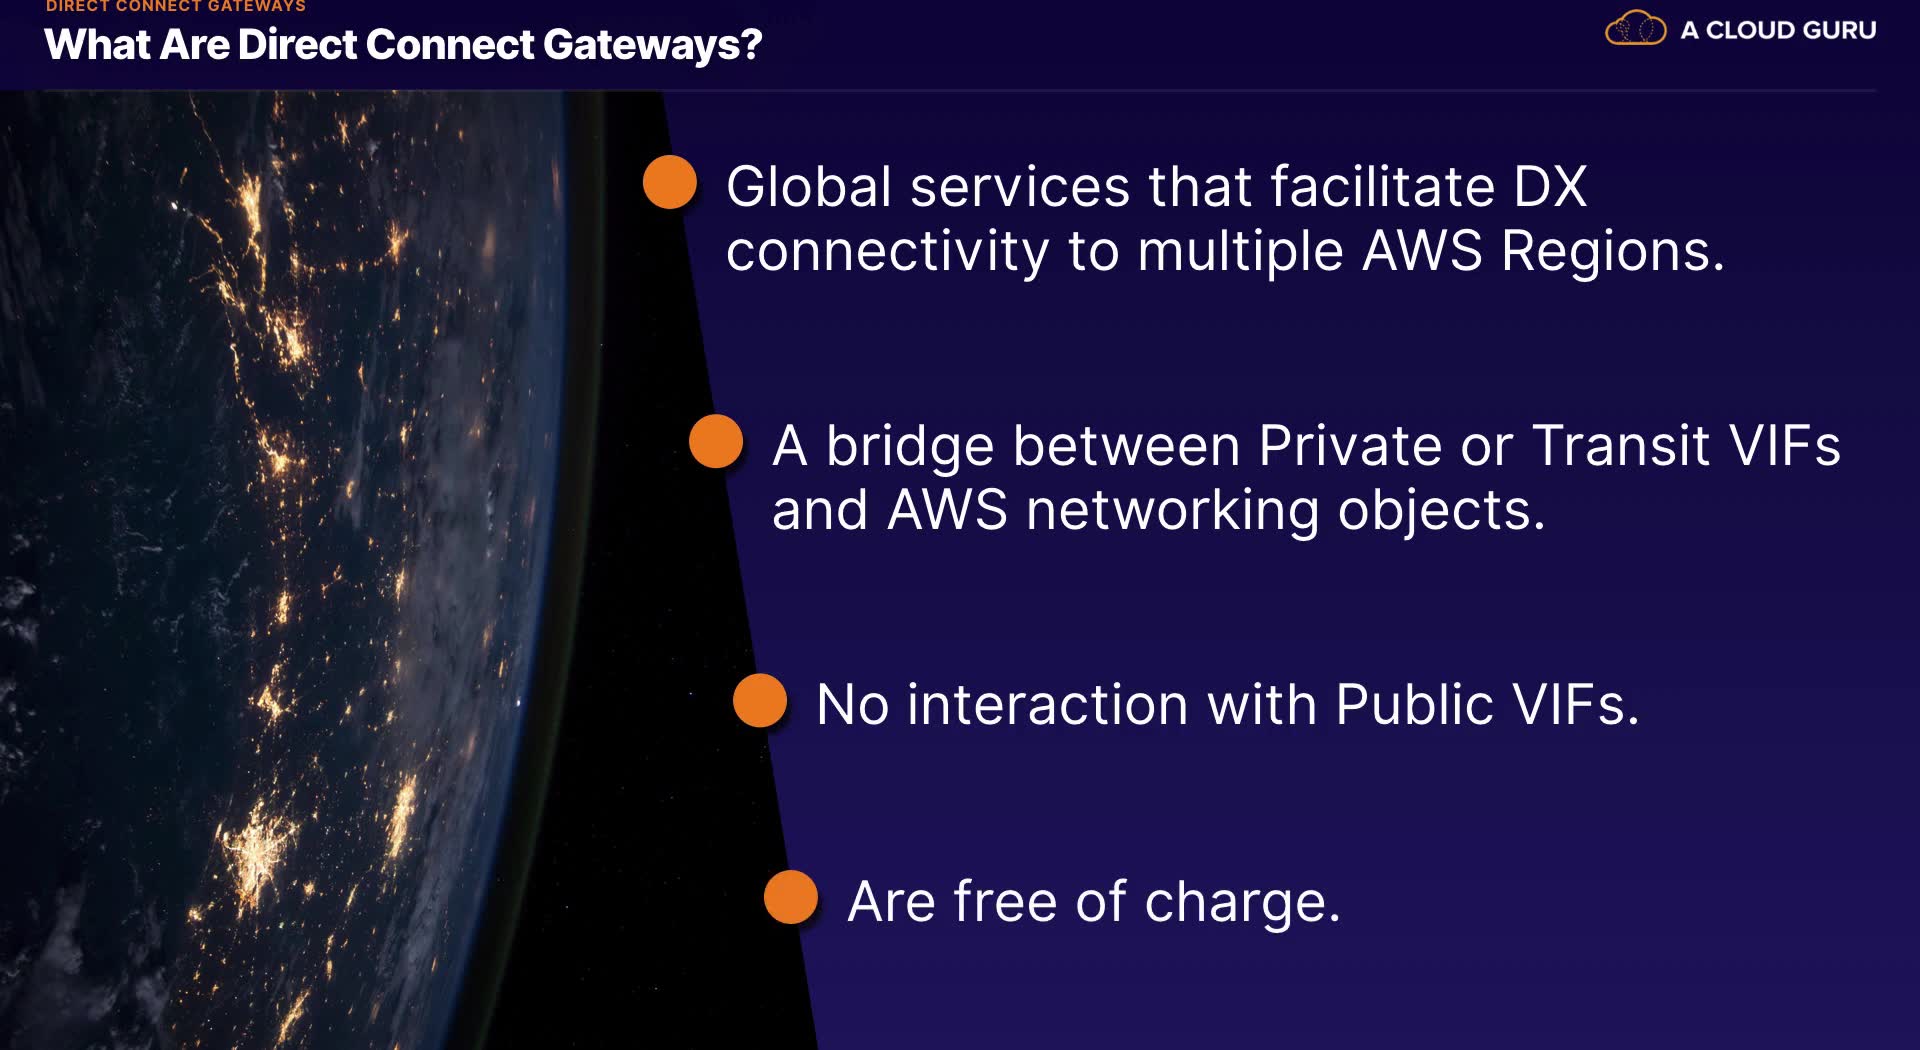 DIRECT CONNECT GATEWAYS
What Are Direct Connect Gateways?
A CLOUD GURU
Global services that facilitate DX
connectivity to multiple AWS Regions.
A bridge between Private or Transit VIFs
and AWS networking objects.
No interaction with Public VIFs.
Are free of charge.